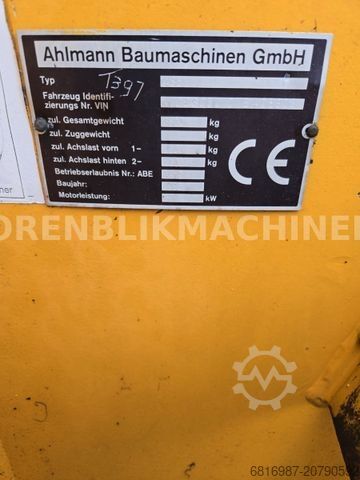 Ahlmann Baumaschinen GmbH
Typ
T397
Fahrzeug Identifi-
zierungs Nr. VIN
zul. Gesamtgewicht kg
zul. Zuggewicht kg
zul. Achslast vorn 1- kg
zul. Achslast hinten 2- kg
Betriebserlaubnis Nr.: ABE
Baujahr:
Motorleistung: kW
CE
ORENBLIKMACHINE
6816987-20790592